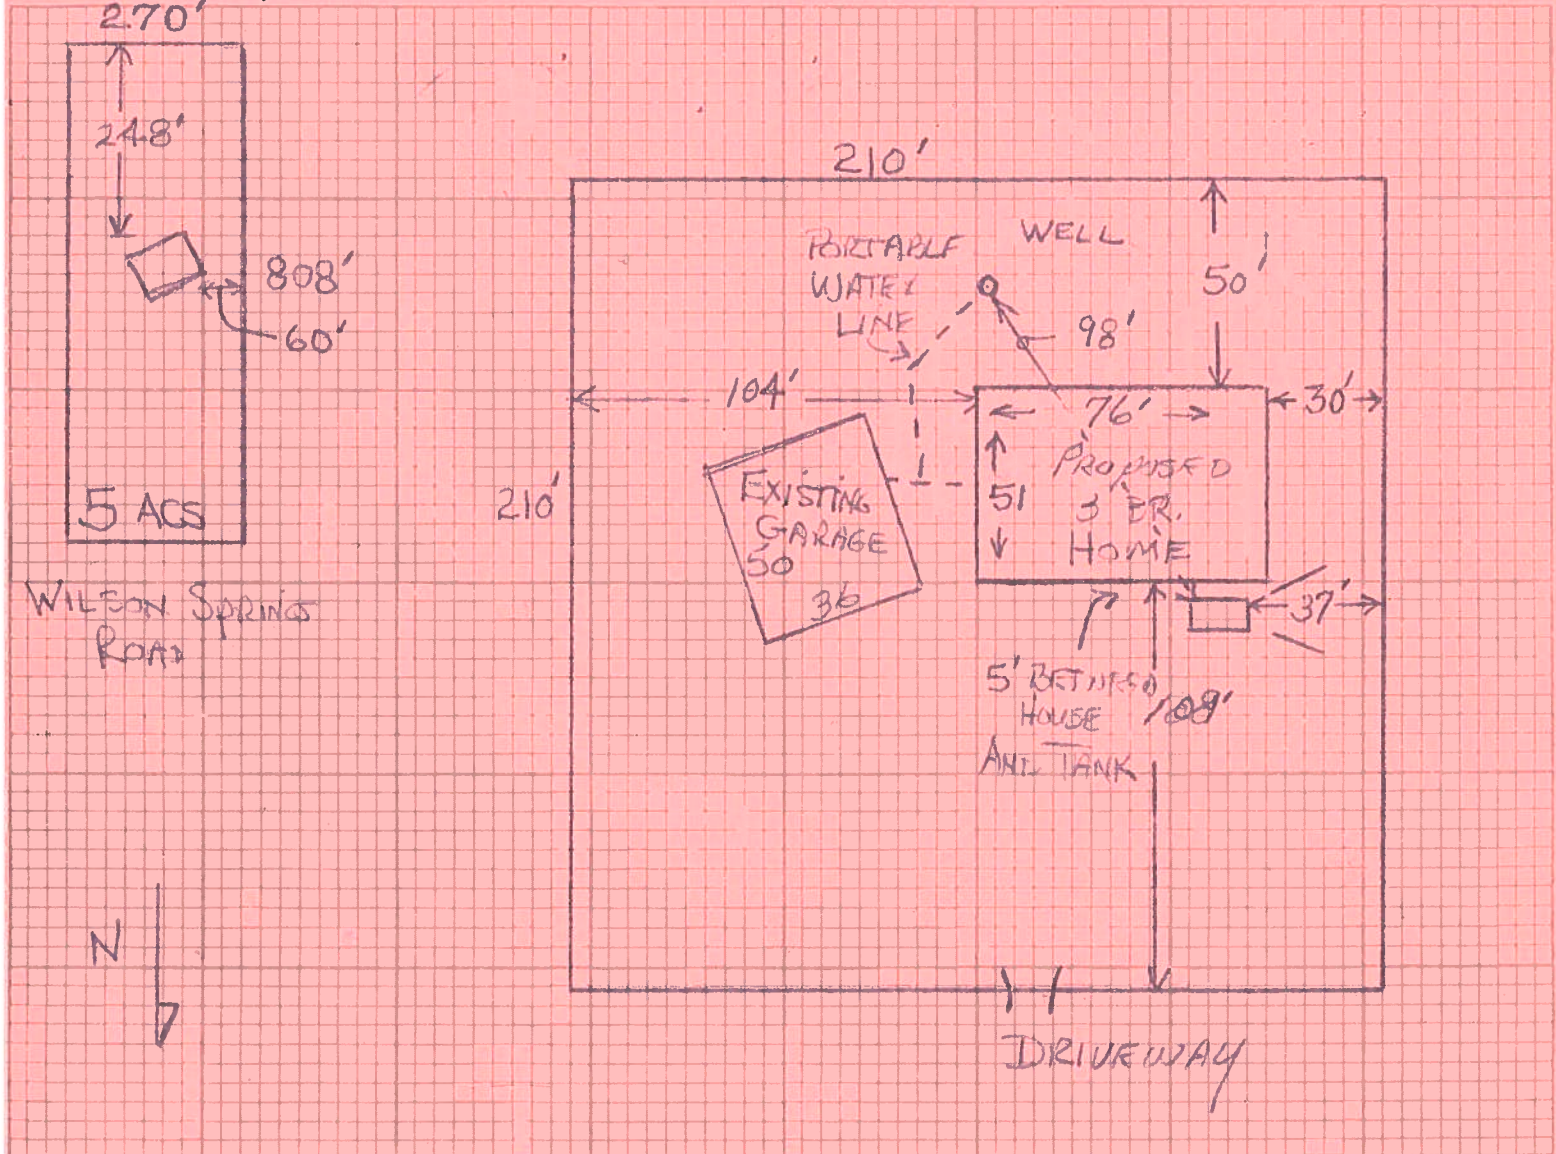 270'
248'
808'
60'
5 ACS
WILSON SPRINGS
ROAD
N
210'
210'
PORTABLE
WATER
LINE
WELL
50'
98'
104'
76'
30'
51
PROPOSED
3 BR.
HOME
EXISTING
GARAGE
50
36
37'
5' BETWEEN
HOUSE
AND TANK
108'
DRIVEWAY